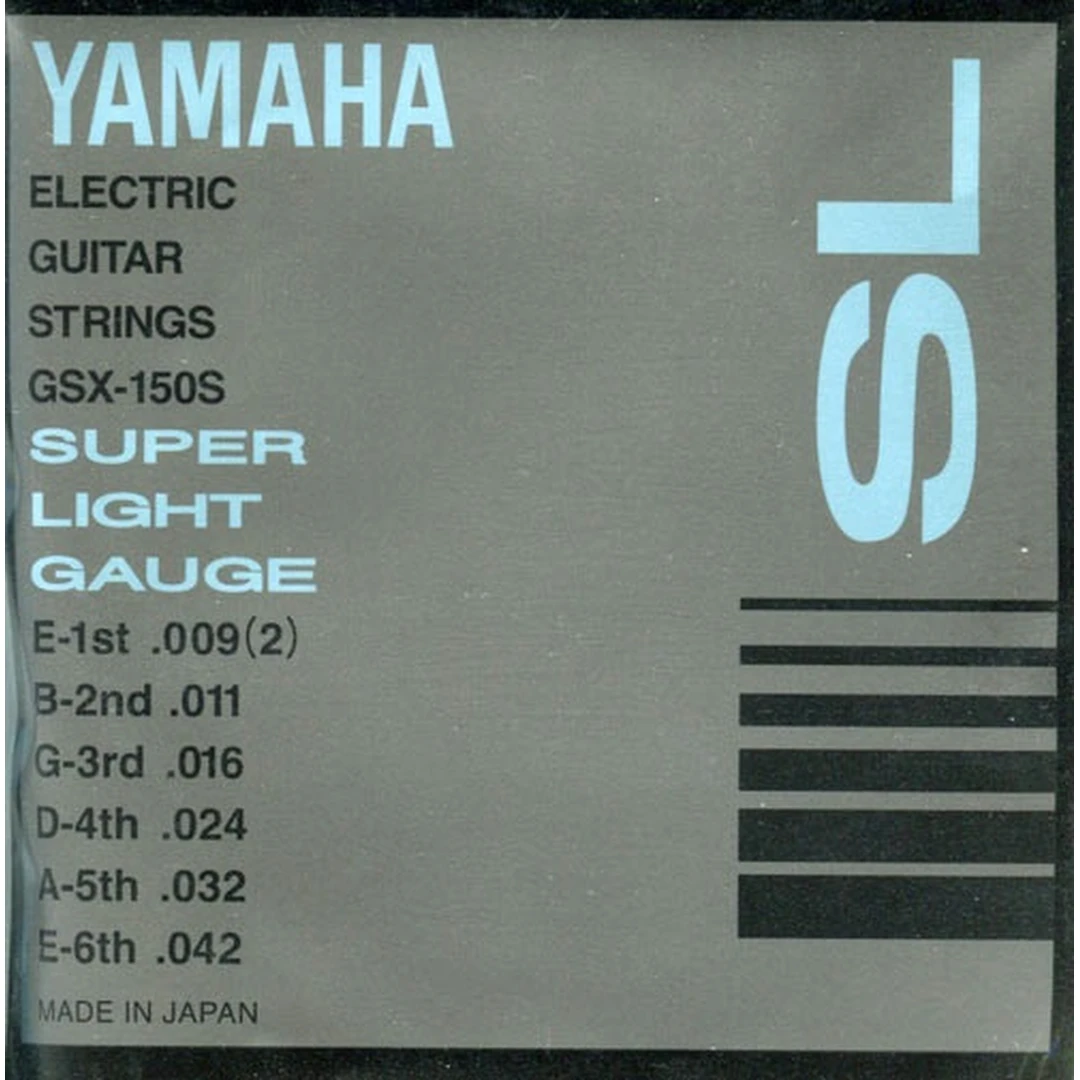 YAMAHA
ELECTRIC
GUITAR
STRINGS
GSX-150S
SUPER
LIGHT
GAUGE
E-1st .009(2)
B-2nd .011
G-3rd .016
D-4th .024
A-5th .032
E-6th .042
MADE IN JAPAN
SL